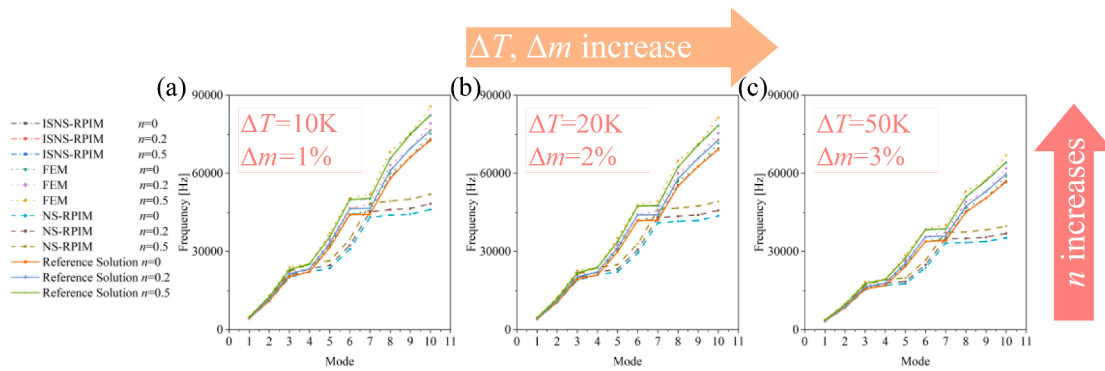 ΔT, Δm increase
(a)
(b)
(c)
ISNS-RPIM n=0
ISNS-RPIM n=0.2
ISNS-RPIM n=0.5
FEM n=0
FEM n=0.2
FEM n=0.5
NS-RPIM n=0
NS-RPIM n=0.2
NS-RPIM n=0.5
Reference Solution n=0
Reference Solution n=0.2
Reference Solution n=0.5
Frequency [Hz]
90000
60000
30000
0
ΔT=10K
Δm=1%
0 1 2 3 4 5 6 7 8 9 10 11
Mode
Frequency [Hz]
90000
60000
30000
0
ΔT=20K
Δm=2%
0 1 2 3 4 5 6 7 8 9 10 11
Mode
Frequency [Hz]
90000
60000
30000
0
ΔT=50K
Δm=3%
0 1 2 3 4 5 6 7 8 9 10 11
Mode
n increases